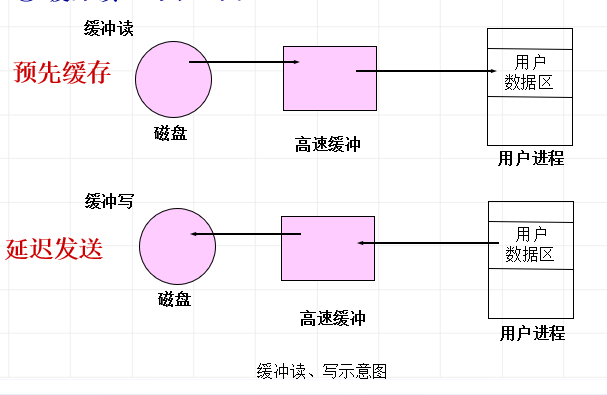 缓冲读
预先缓存
用户
数据区
磁盘
高速缓冲
用户进程
缓冲写
延迟发送
用户
数据区
磁盘
高速缓冲
用户进程
缓冲读、写示意图